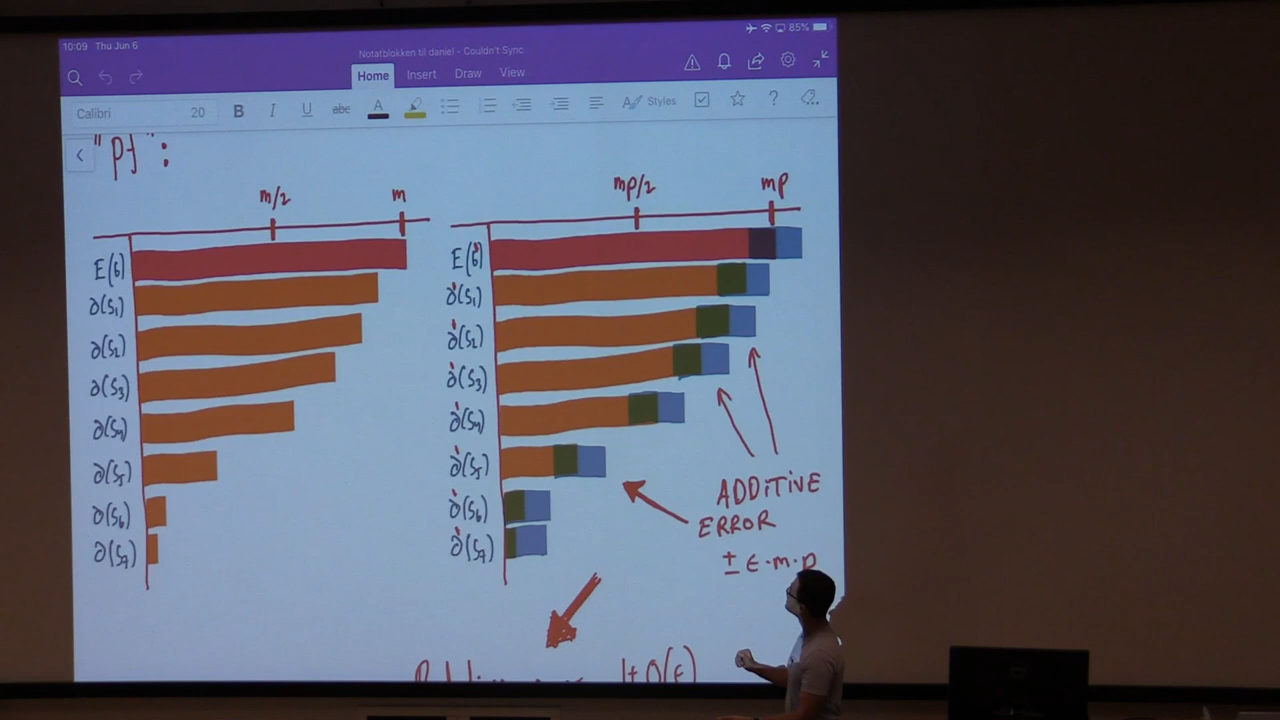 10:09 Thu Jun 6
85%
Notatblokken til daniel - Couldn't Sync
Home Insert Draw View
Calibri 20 B I U abc A Styles ?
"Pf":
m/2 m
E(G)
∂(S1)
∂(S2)
∂(S3)
∂(S4)
∂(S5)
∂(S6)
∂(S7)
mp/2 mp
E(G')
∂'(S1)
∂'(S2)
∂'(S3)
∂'(S4)
∂'(S5)
∂'(S6)
∂'(S7)
ADDITIVE
ERROR
± ε·m·p
1+O(ε)